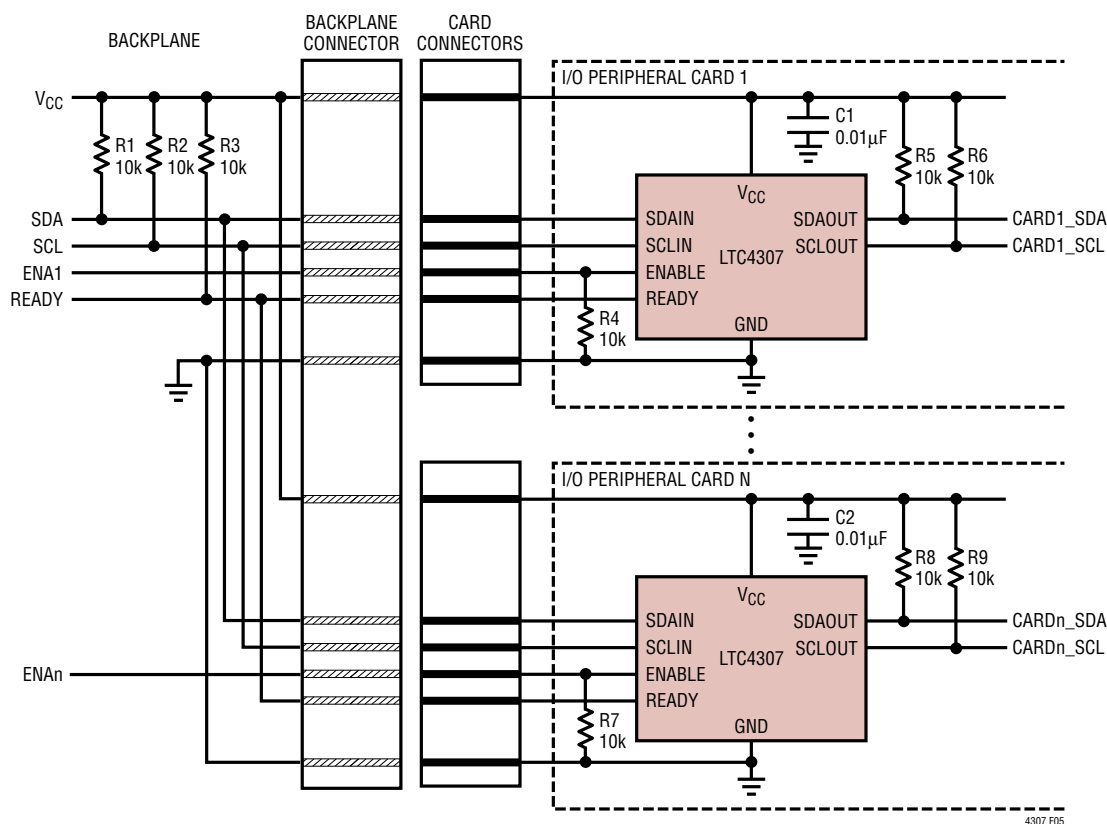 BACKPLANE
BACKPLANE
CONNECTOR
CARD
CONNECTORS
I/O PERIPHERAL CARD 1
VCC
R1
10k
R2
10k
R3
10k
C1
0.01μF
R5
10k
R6
10k
VCC
SDA
SCL
ENA1
READY
SDAIN
SCLIN
ENABLE
READY
LTC4307
SDAOUT
SCLOUT
GND
CARD1_SDA
CARD1_SCL
R4
10k
I/O PERIPHERAL CARD N
C2
0.01μF
R8
10k
R9
10k
VCC
SDAIN
SCLIN
ENABLE
READY
LTC4307
SDAOUT
SCLOUT
GND
CARDn_SDA
CARDn_SCL
ENAn
R7
10k
4307 F05